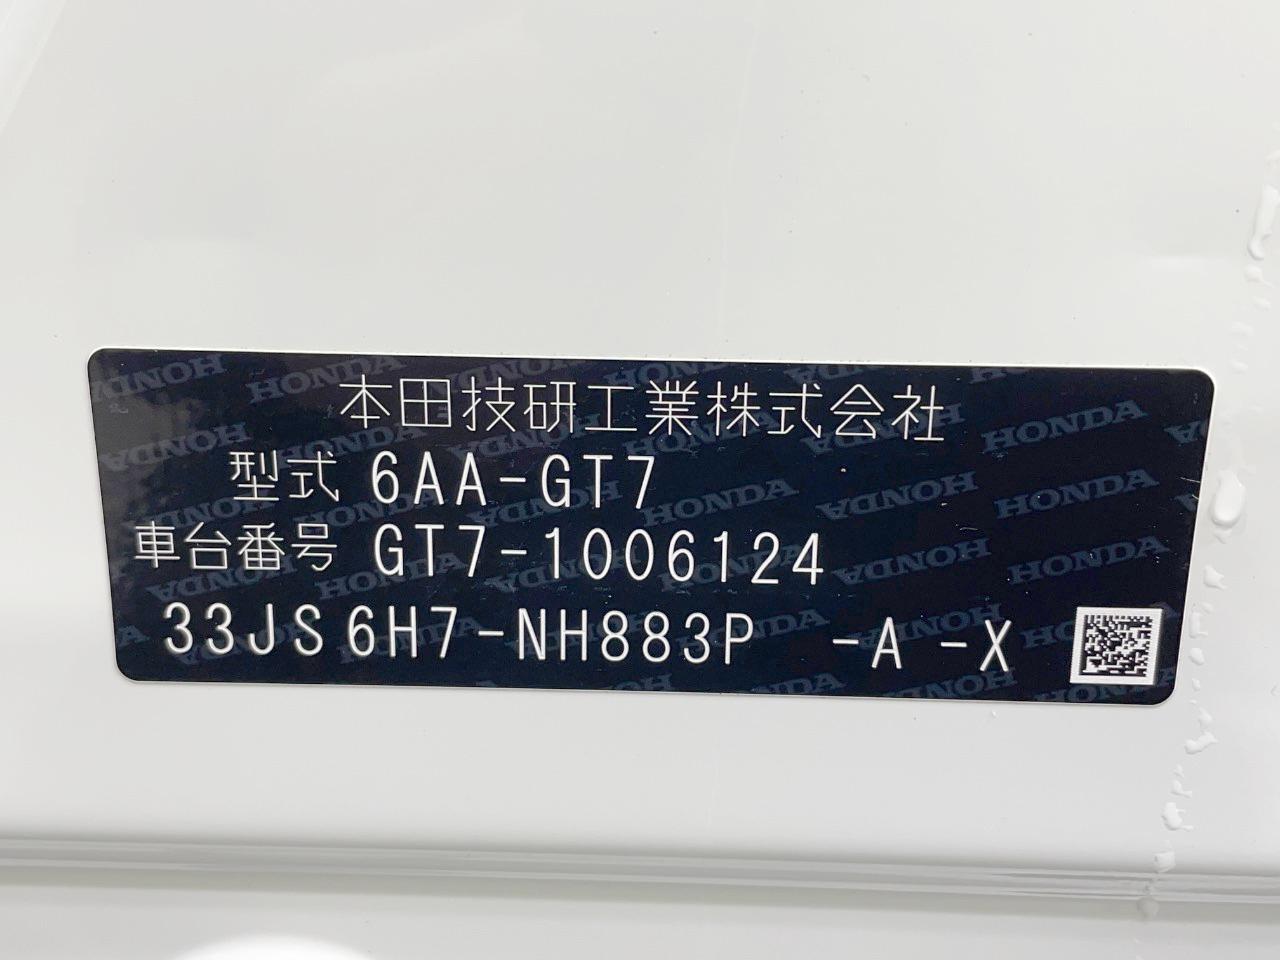 本田技研工業株式会社
型式 6AA-GT7
車台番号 GT7-1006124
33JS6H7-NH883P -A -X